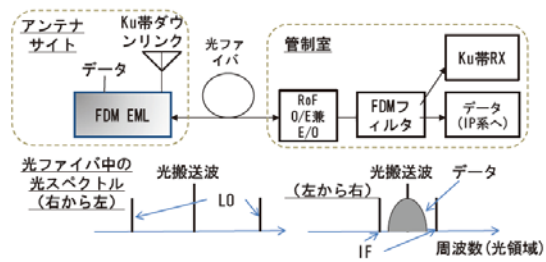 アンテナ
サイト
Ku帯ダウ
ンリンク
データ
FDM EML
光ファ
イバ
管制室
RoF
O/E兼
E/O
FDMフィ
ルタ
Ku帯RX
データ
(IP系へ)
光ファイバ中の
光スペクトル
(右から左)
光搬送波
LO
(左から右)
光搬送波
データ
IF
周波数(光領域)